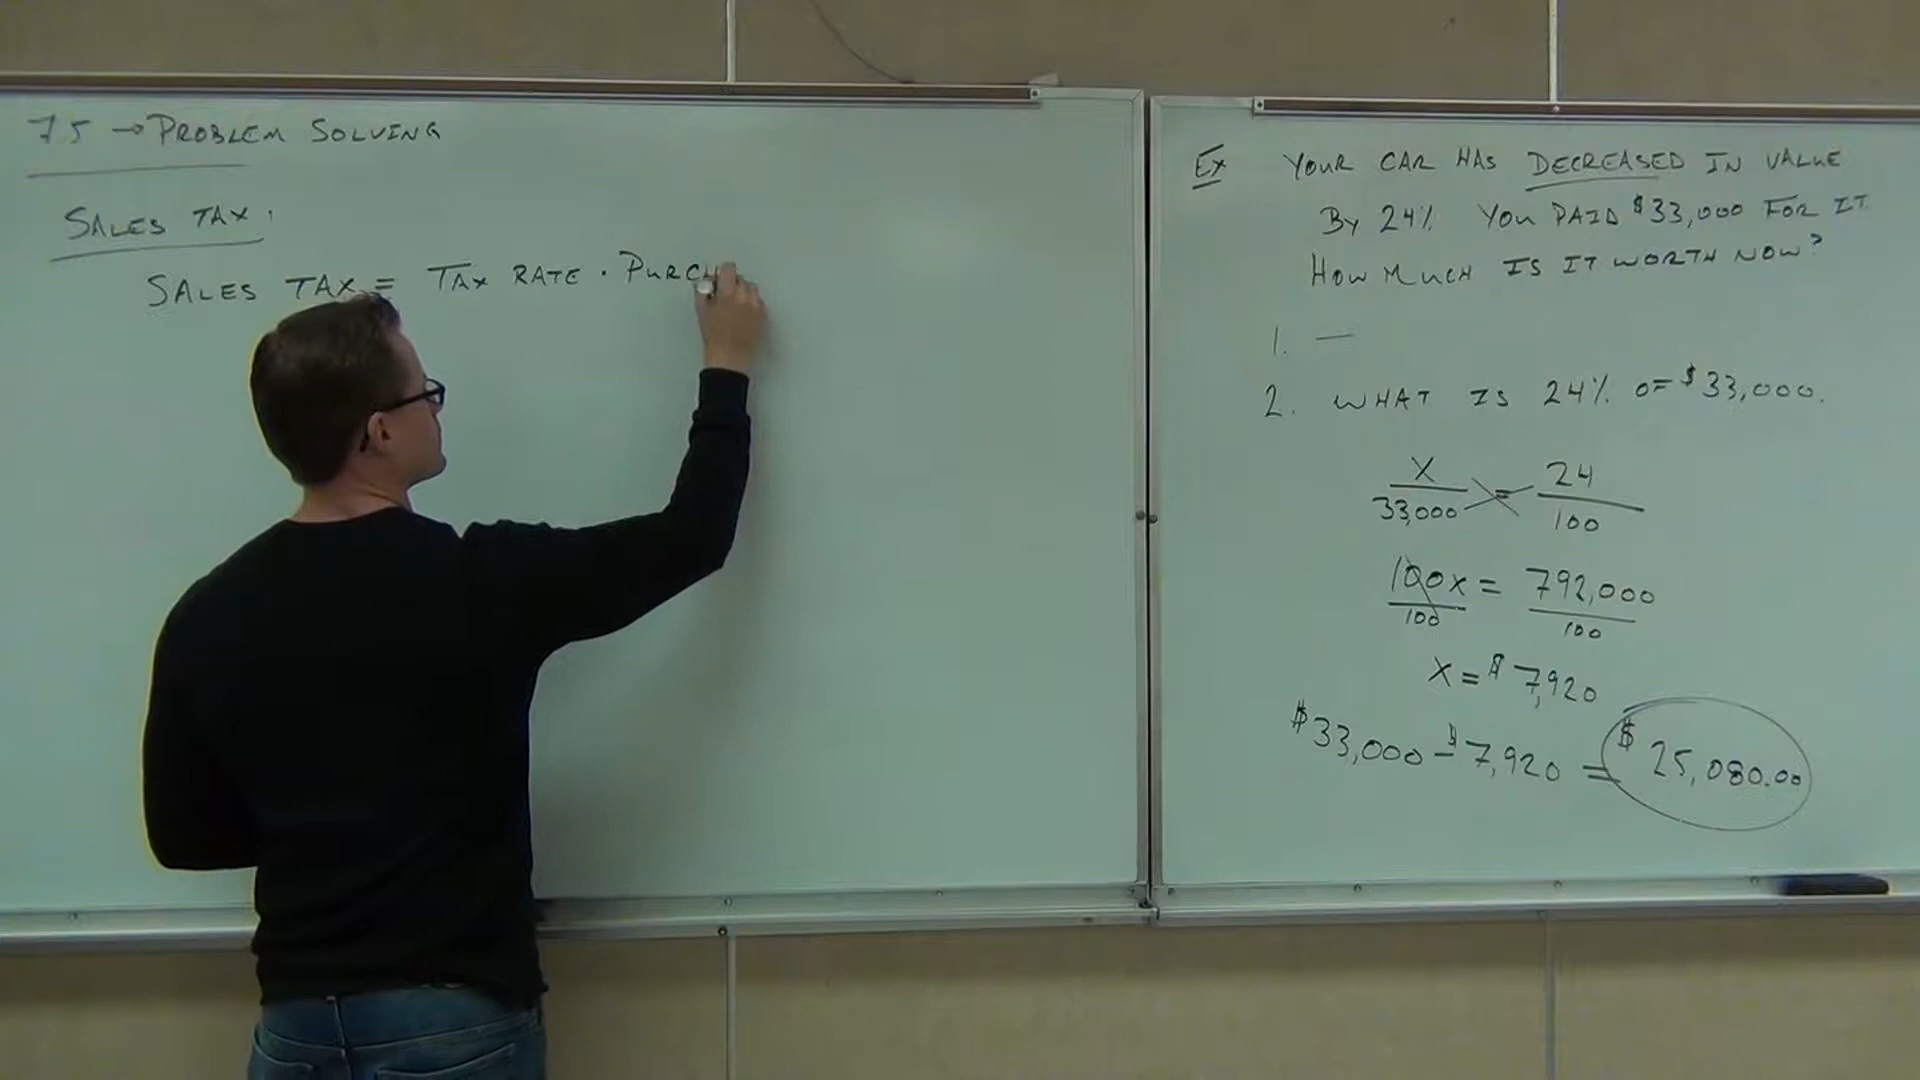 7.5 → PROBLEM SOLVING
SALES TAX.
SALES TAX = TAX RATE · PURCH
Ex YOUR CAR HAS DECREASED IN VALUE
BY 24% YOU PAID $33,000 FOR IT
HOW MUCH IS IT WORTH NOW?
1. —
2. WHAT IS 24% OF $33,000.
X/33,000 = 24/100
100x/100 = 792,000/100
X = $7,920
$33,000 - $7,920 = $25,080.00